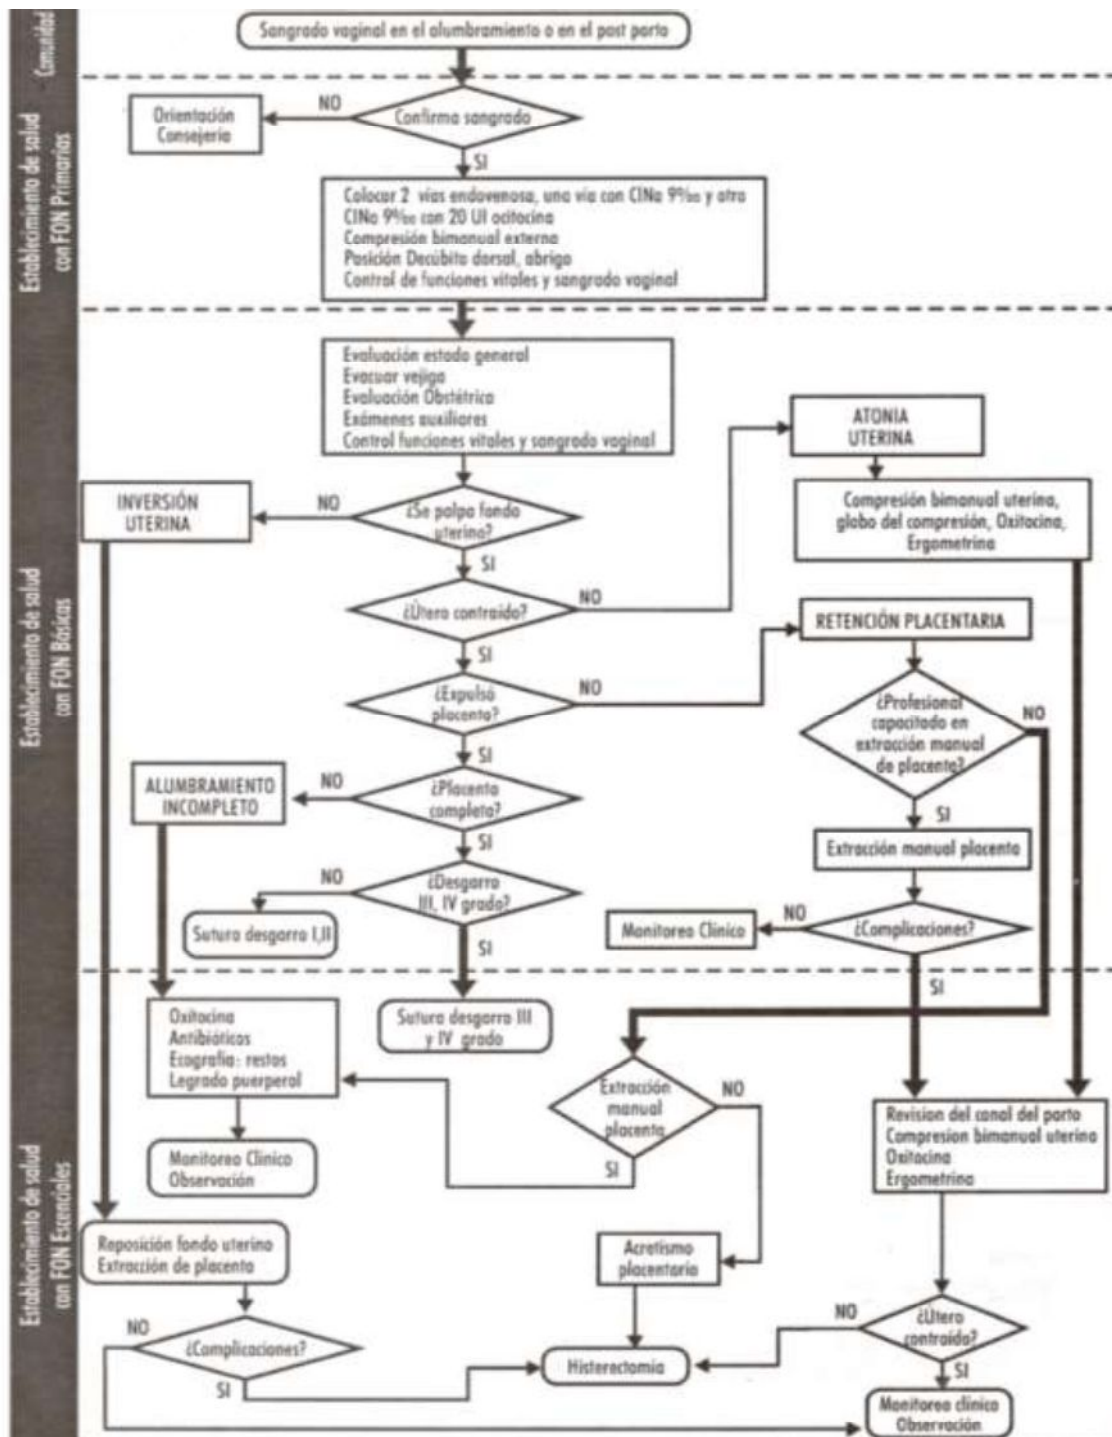 Comunidad
Sangrado vaginal en el alumbramiento o en el post parto
Establecimiento de salud
con FON Primarias
Confirma sangrado
NO
Orientación
Consejería
SI
Colocar 2 vías endovenosa, una vía con ClNa 9‰ y otra
ClNa 9‰ con 20 UI ocitocina
Compresión bimanual externa
Posición Decúbito dorsal, abrigo
Control de funciones vitales y sangrado vaginal
Establecimiento de salud
con FON Básicas
Evaluación estado general
Evacuar vejiga
Evaluación Obstétrica
Exámenes auxiliares
Control funciones vitales y sangrado vaginal
ATONIA
UTERINA
INVERSIÓN
UTERINA
NO
¿Se palpa fondo
uterino?
Compresión bimanual uterina,
globo del compresión, Oxitocina,
Ergometrina
SI
¿Útero contraído?
NO
RETENCIÓN PLACENTARIA
SI
¿Expulsó
placenta?
NO
¿Profesional
capacitado en
extracción manual
de placenta?
NO
SI
ALUMBRAMIENTO
INCOMPLETO
NO
¿Placenta
completa?
SI
Extracción manual placenta
SI
NO
¿Desgarro
III, IV grado?
Sutura desgarro I,II
Monitoreo Clínico
NO
¿Complicaciones?
SI
SI
Establecimiento de salud
con FON Escenciales
Oxitocina
Antibióticos
Ecografía: restos
Legrado puerperal
Sutura desgarro III
y IV grado
Extracción
manual
placenta
NO
SI
Revision del canal del parto
Compresion bimanual uterina
Oxitocina
Ergometrina
Monitoreo Clínico
Observación
Reposición fondo uterino
Extracción de placenta
Acretismo
placentario
NO
¿Complicaciones?
SI
Histerectomía
NO
¿Utero
contraído?
SI
Monitoreo clínico
Observación